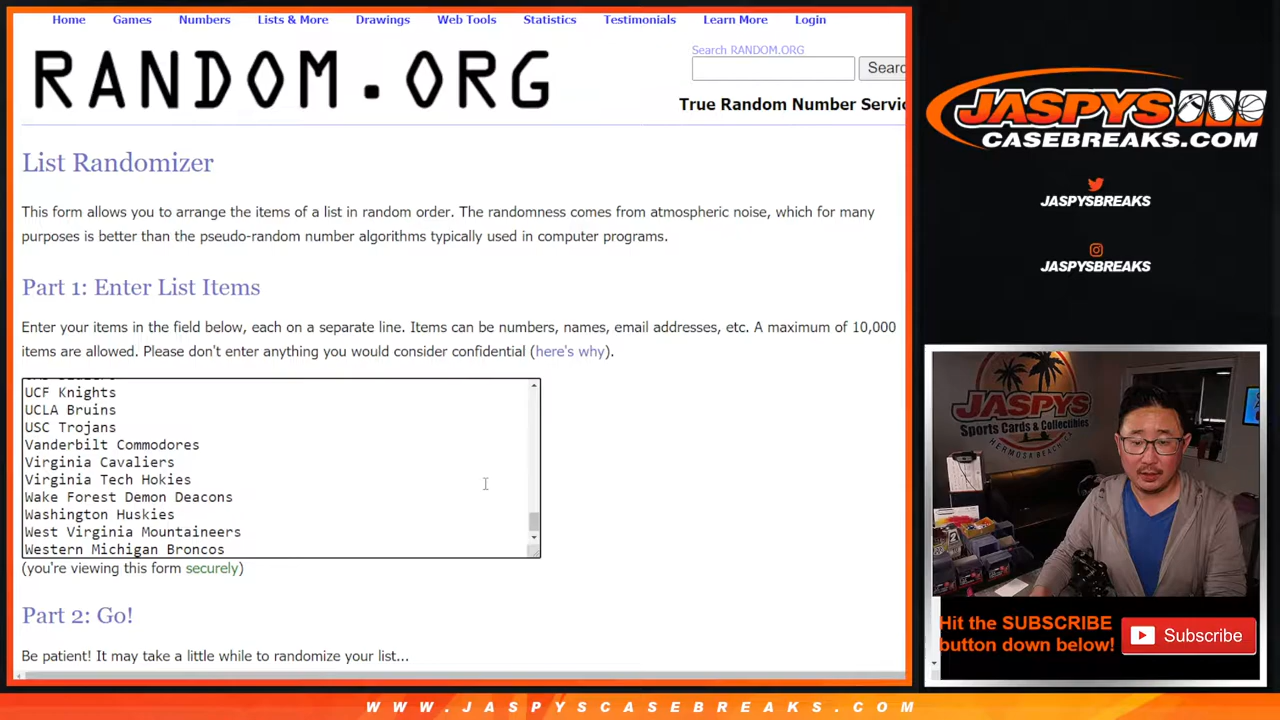 Home Games Numbers Lists & More Drawings Web Tools Statistics Testimonials Learn More Login
RANDOM.ORG
Search RANDOM.ORG
Searc
True Random Number Servic
List Randomizer
This form allows you to arrange the items of a list in random order. The randomness comes from atmospheric noise, which for many
purposes is better than the pseudo-random number algorithms typically used in computer programs.
Part 1: Enter List Items
Enter your items in the field below, each on a separate line. Items can be numbers, names, email addresses, etc. A maximum of 10,000
items are allowed. Please don't enter anything you would consider confidential (here's why).
UCF Knights
UCLA Bruins
USC Trojans
Vanderbilt Commodores
Virginia Cavaliers
Virginia Tech Hokies
Wake Forest Demon Deacons
Washington Huskies
West Virginia Mountaineers
Western Michigan Broncos
(you're viewing this form securely)
Part 2: Go!
Be patient! It may take a little while to randomize your list...
JASPYS
CASEBREAKS.COM
JASPYSBREAKS
JASPYSBREAKS
JASPYS
Sports Cards & Collectibles
HERMOSA BEACH, CA
Hit the SUBSCRIBE
button down below!
Subscribe
WWW.JASPYSCASEBREAKS.COM